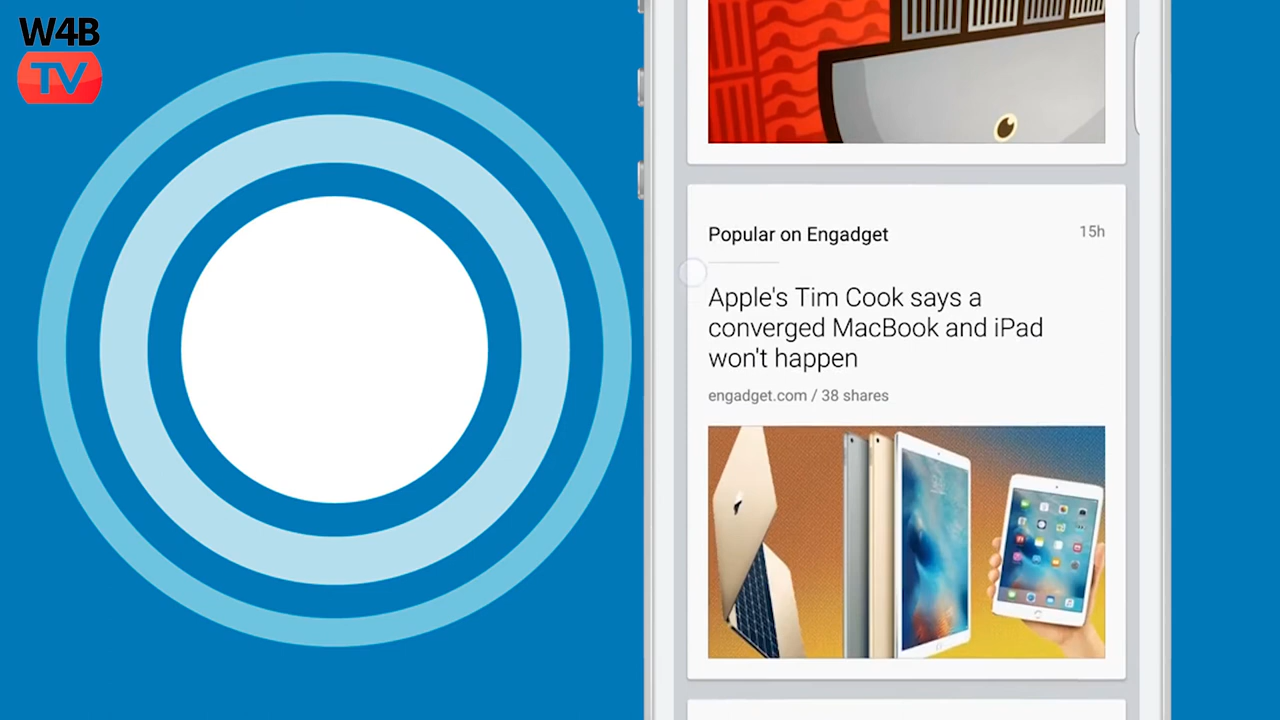 W4B
TV
Popular on Engadget
15h
Apple's Tim Cook says a
converged MacBook and iPad
won't happen
engadget.com / 38 shares